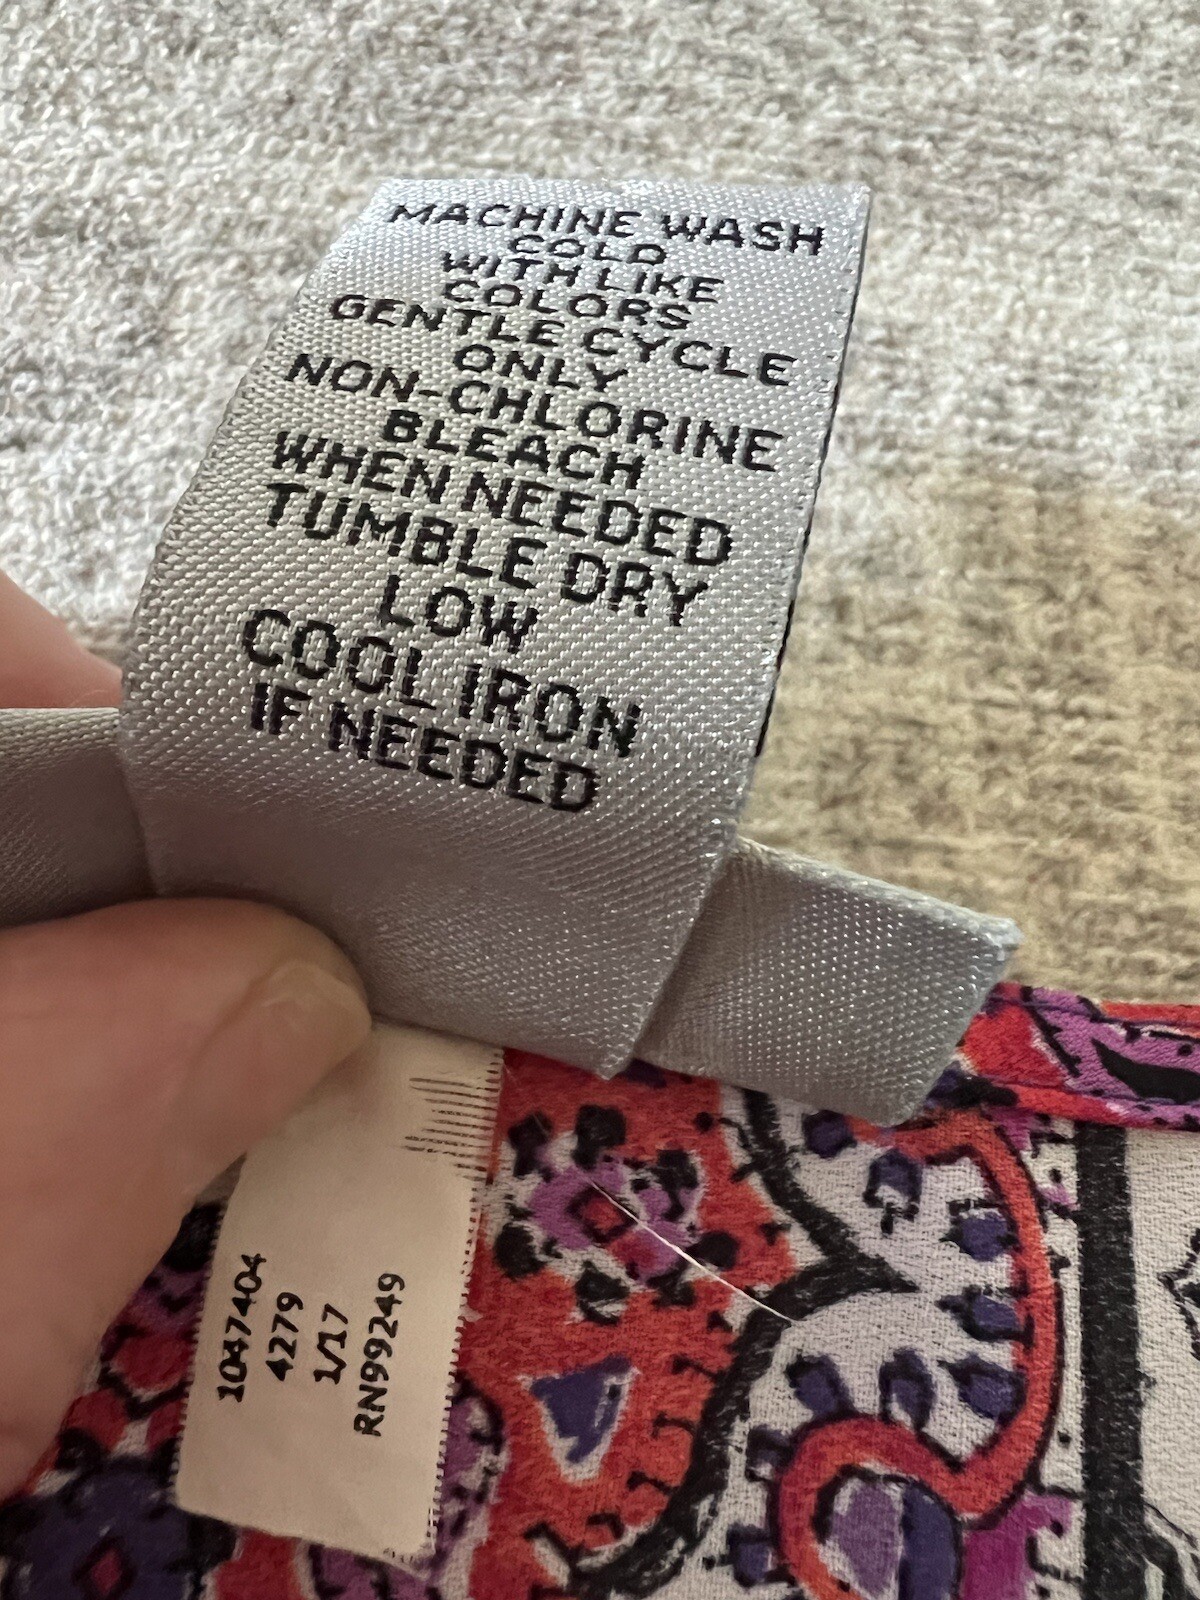 MACHINE WASH
COLD
WITH LIKE
COLORS
GENTLE CYCLE
ONLY
NON-CHLORINE
BLEACH
WHEN NEEDED
TUMBLE DRY
LOW
COOL IRON
IF NEEDED
1047404
4279
1/17
RN99249